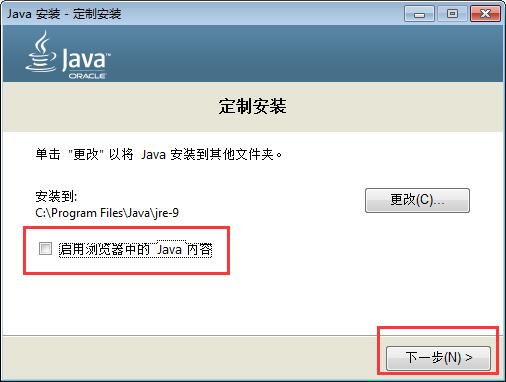 Java 安装 - 定制安装
Java
ORACLE
定制安装
单击 "更改" 以将 Java 安装到其他文件夹。
安装到:
C:\Program Files\Java\jre-9
更改(C)...
启用浏览器中的 Java 内容
下一步(N) >